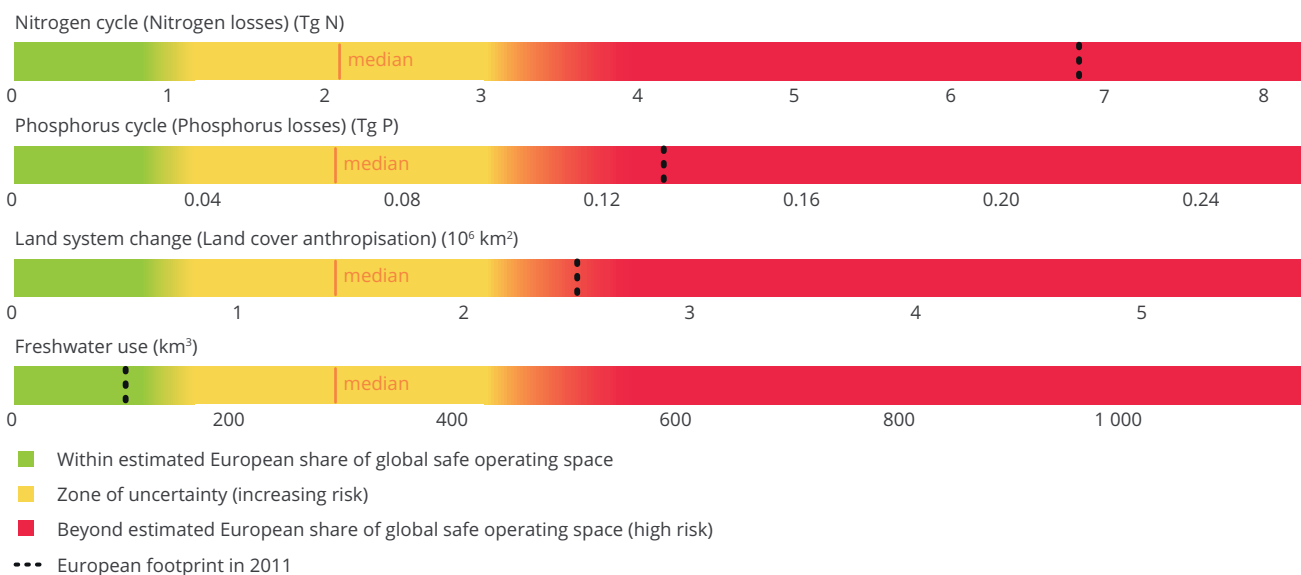 Nitrogen cycle (Nitrogen losses) (Tg N)
median
0 1 2 3 4 5 6 7 8
Phosphorus cycle (Phosphorus losses) (Tg P)
median
0 0.04 0.08 0.12 0.16 0.20 0.24
Land system change (Land cover anthropisation) (10⁶ km²)
median
0 1 2 3 4 5
Freshwater use (km³)
median
0 200 400 600 800 1 000
Within estimated European share of global safe operating space
Zone of uncertainty (increasing risk)
Beyond estimated European share of global safe operating space (high risk)
European footprint in 2011